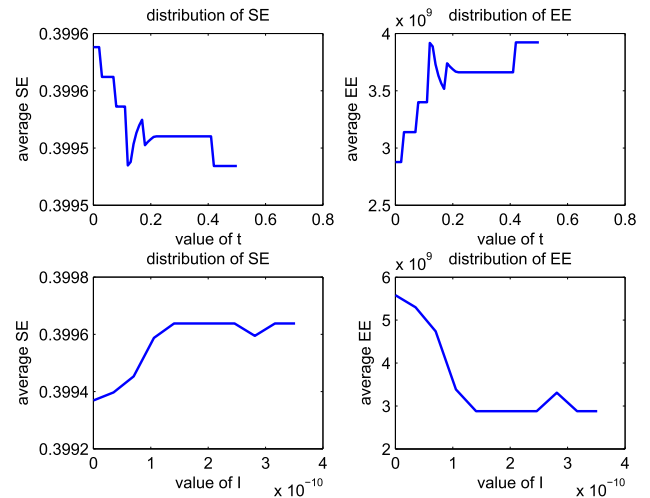 distribution of SE
distribution of EE
x 10^9
0.3996
0.3996
0.3995
0.3995
average SE
0 0.2 0.4 0.6 0.8
value of t
4
3.5
3
2.5
average EE
0 0.2 0.4 0.6 0.8
value of t
distribution of SE
distribution of EE
x 10^9
0.3998
0.3996
0.3994
0.3992
average SE
0 1 2 3 4
value of I
x 10^-10
6
5
4
3
2
average EE
0 1 2 3 4
value of I
x 10^-10